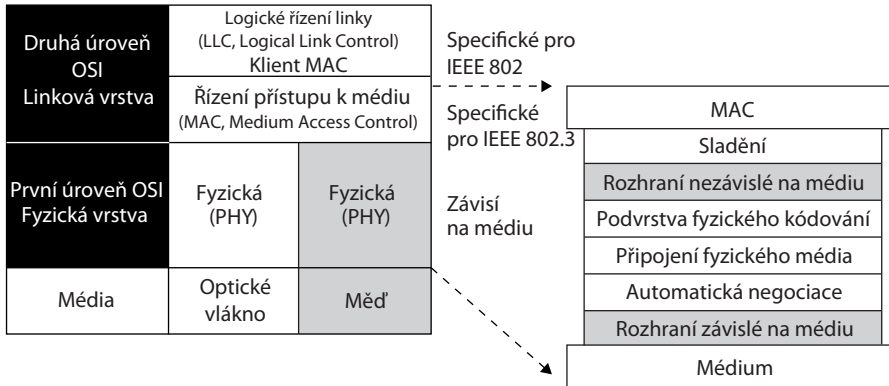 Druhá úroveň
OSI
Linková vrstva
Logické řízení linky
(LLC, Logical Link Control)
Klient MAC
Řízení přístupu k médiu
(MAC, Medium Access Control)
První úroveň OSI
Fyzická vrstva
Fyzická
(PHY)
Fyzická
(PHY)
Média
Optické
vlákno
Měď
Specifické pro
IEEE 802
Specifické
pro IEEE 802.3
Závisí
na médiu
MAC
Sladění
Rozhraní nezávislé na médiu
Podvrstva fyzického kódování
Připojení fyzického média
Automatická negociace
Rozhraní závislé na médiu
Médium